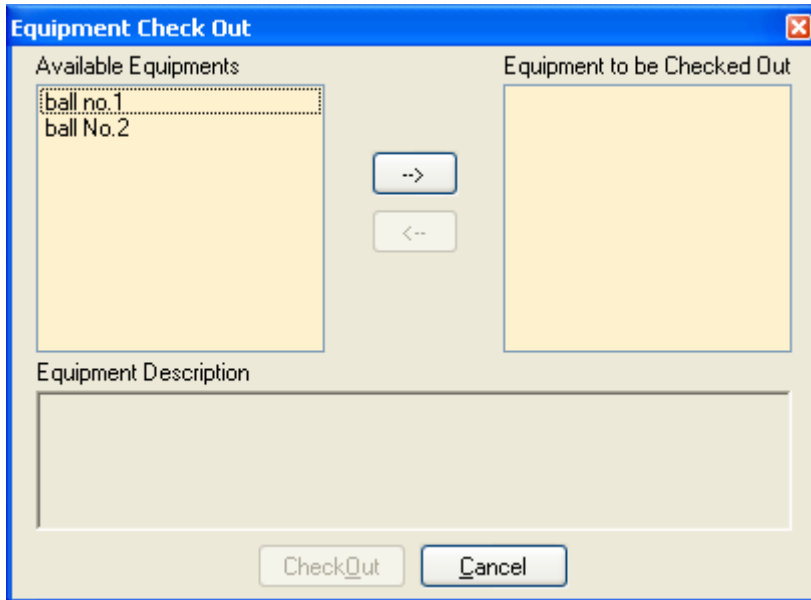 Equipment Check Out
Available Equipments
Equipment to be Checked Out
ball no.1
ball No.2
-->
<--
Equipment Description
CheckOut
Cancel